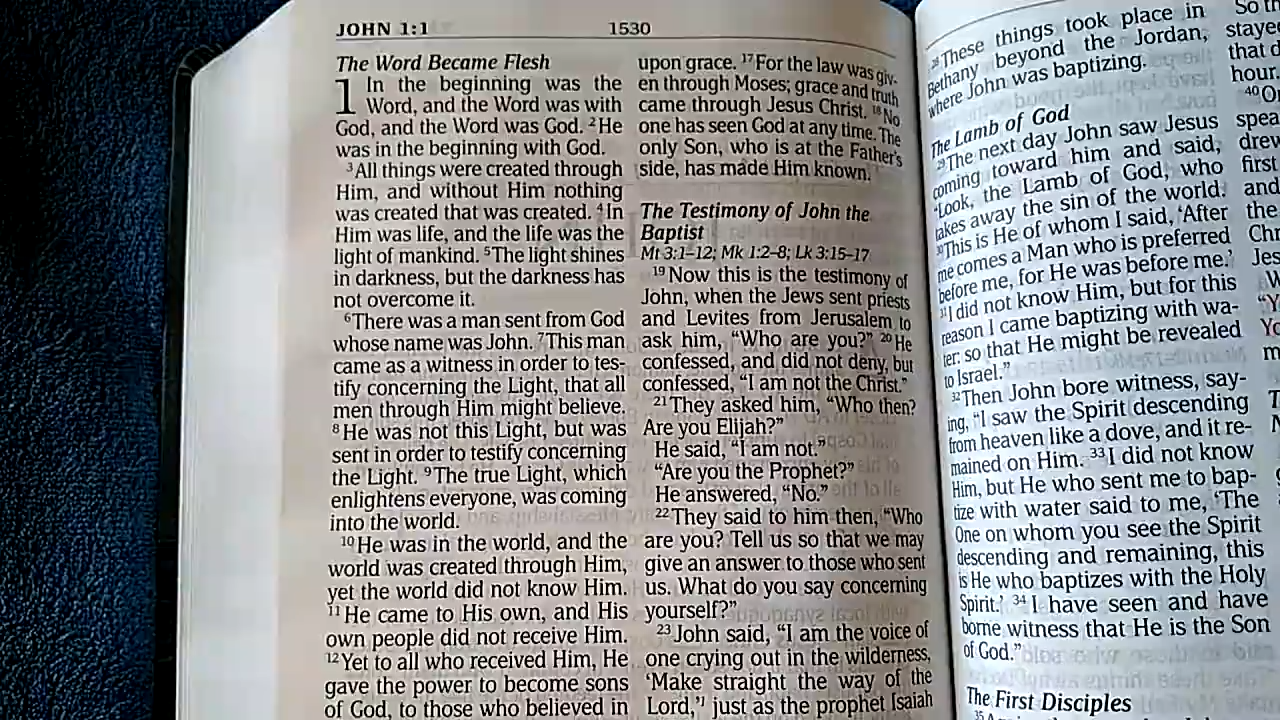 JOHN 1:1
1530
The Word Became Flesh
1 In the beginning was the
Word, and the Word was with
God, and the Word was God. ²He
was in the beginning with God.
³All things were created through
Him, and without Him nothing
was created that was created. ⁴In
Him was life, and the life was the
light of mankind. ⁵The light shines
in darkness, but the darkness has
not overcome it.
⁶There was a man sent from God
whose name was John. ⁷This man
came as a witness in order to tes-
tify concerning the Light, that all
men through Him might believe.
⁸He was not this Light, but was
sent in order to testify concerning
the Light. ⁹The true Light, which
enlightens everyone, was coming
into the world.
¹⁰He was in the world, and the
world was created through Him,
yet the world did not know Him.
¹¹He came to His own, and His
own people did not receive Him.
¹²Yet to all who received Him, He
gave the power to become sons
of God, to those who believed in
upon grace. ¹⁷For the law was giv-
en through Moses; grace and truth
came through Jesus Christ. ¹⁸No
one has seen God at any time. The
only Son, who is at the Father's
side, has made Him known.
The Testimony of John the
Baptist
Mt 3:1–12; Mk 1:2–8; Lk 3:15–17
¹⁹Now this is the testimony of
John, when the Jews sent priests
and Levites from Jerusalem to
ask him, “Who are you?” ²⁰He
confessed, and did not deny, but
confessed, “I am not the Christ.”
²¹They asked him, “Who then?
Are you Elijah?”
He said, “I am not.”
“Are you the Prophet?”
He answered, “No.”
²²They said to him then, “Who
are you? Tell us so that we may
give an answer to those who sent
us. What do you say concerning
yourself?”
²³John said, “I am the voice of
one crying out in the wilderness,
‘Make straight the way of the
Lord,’ just as the prophet Isaiah
²⁸These things took place in
Bethany beyond the Jordan,
where John was baptizing.
The Lamb of God
²⁹The next day John saw Jesus
coming toward him and said,
“Look, the Lamb of God, who
takes away the sin of the world.
³⁰This is He of whom I said, ‘After
me comes a Man who is preferred
before me, for He was before me.’
³¹I did not know Him, but for this
reason I came baptizing with wa-
ter: so that He might be revealed
to Israel.”
³²Then John bore witness, say-
ing, “I saw the Spirit descending
from heaven like a dove, and it re-
mained on Him. ³³I did not know
Him, but He who sent me to bap-
tize with water said to me, ‘The
One on whom you see the Spirit
descending and remaining, this
is He who baptizes with the Holy
Spirit.’ ³⁴I have seen and have
borne witness that He is the Son
of God.”
The First Disciples
that
hour.
first
and
the